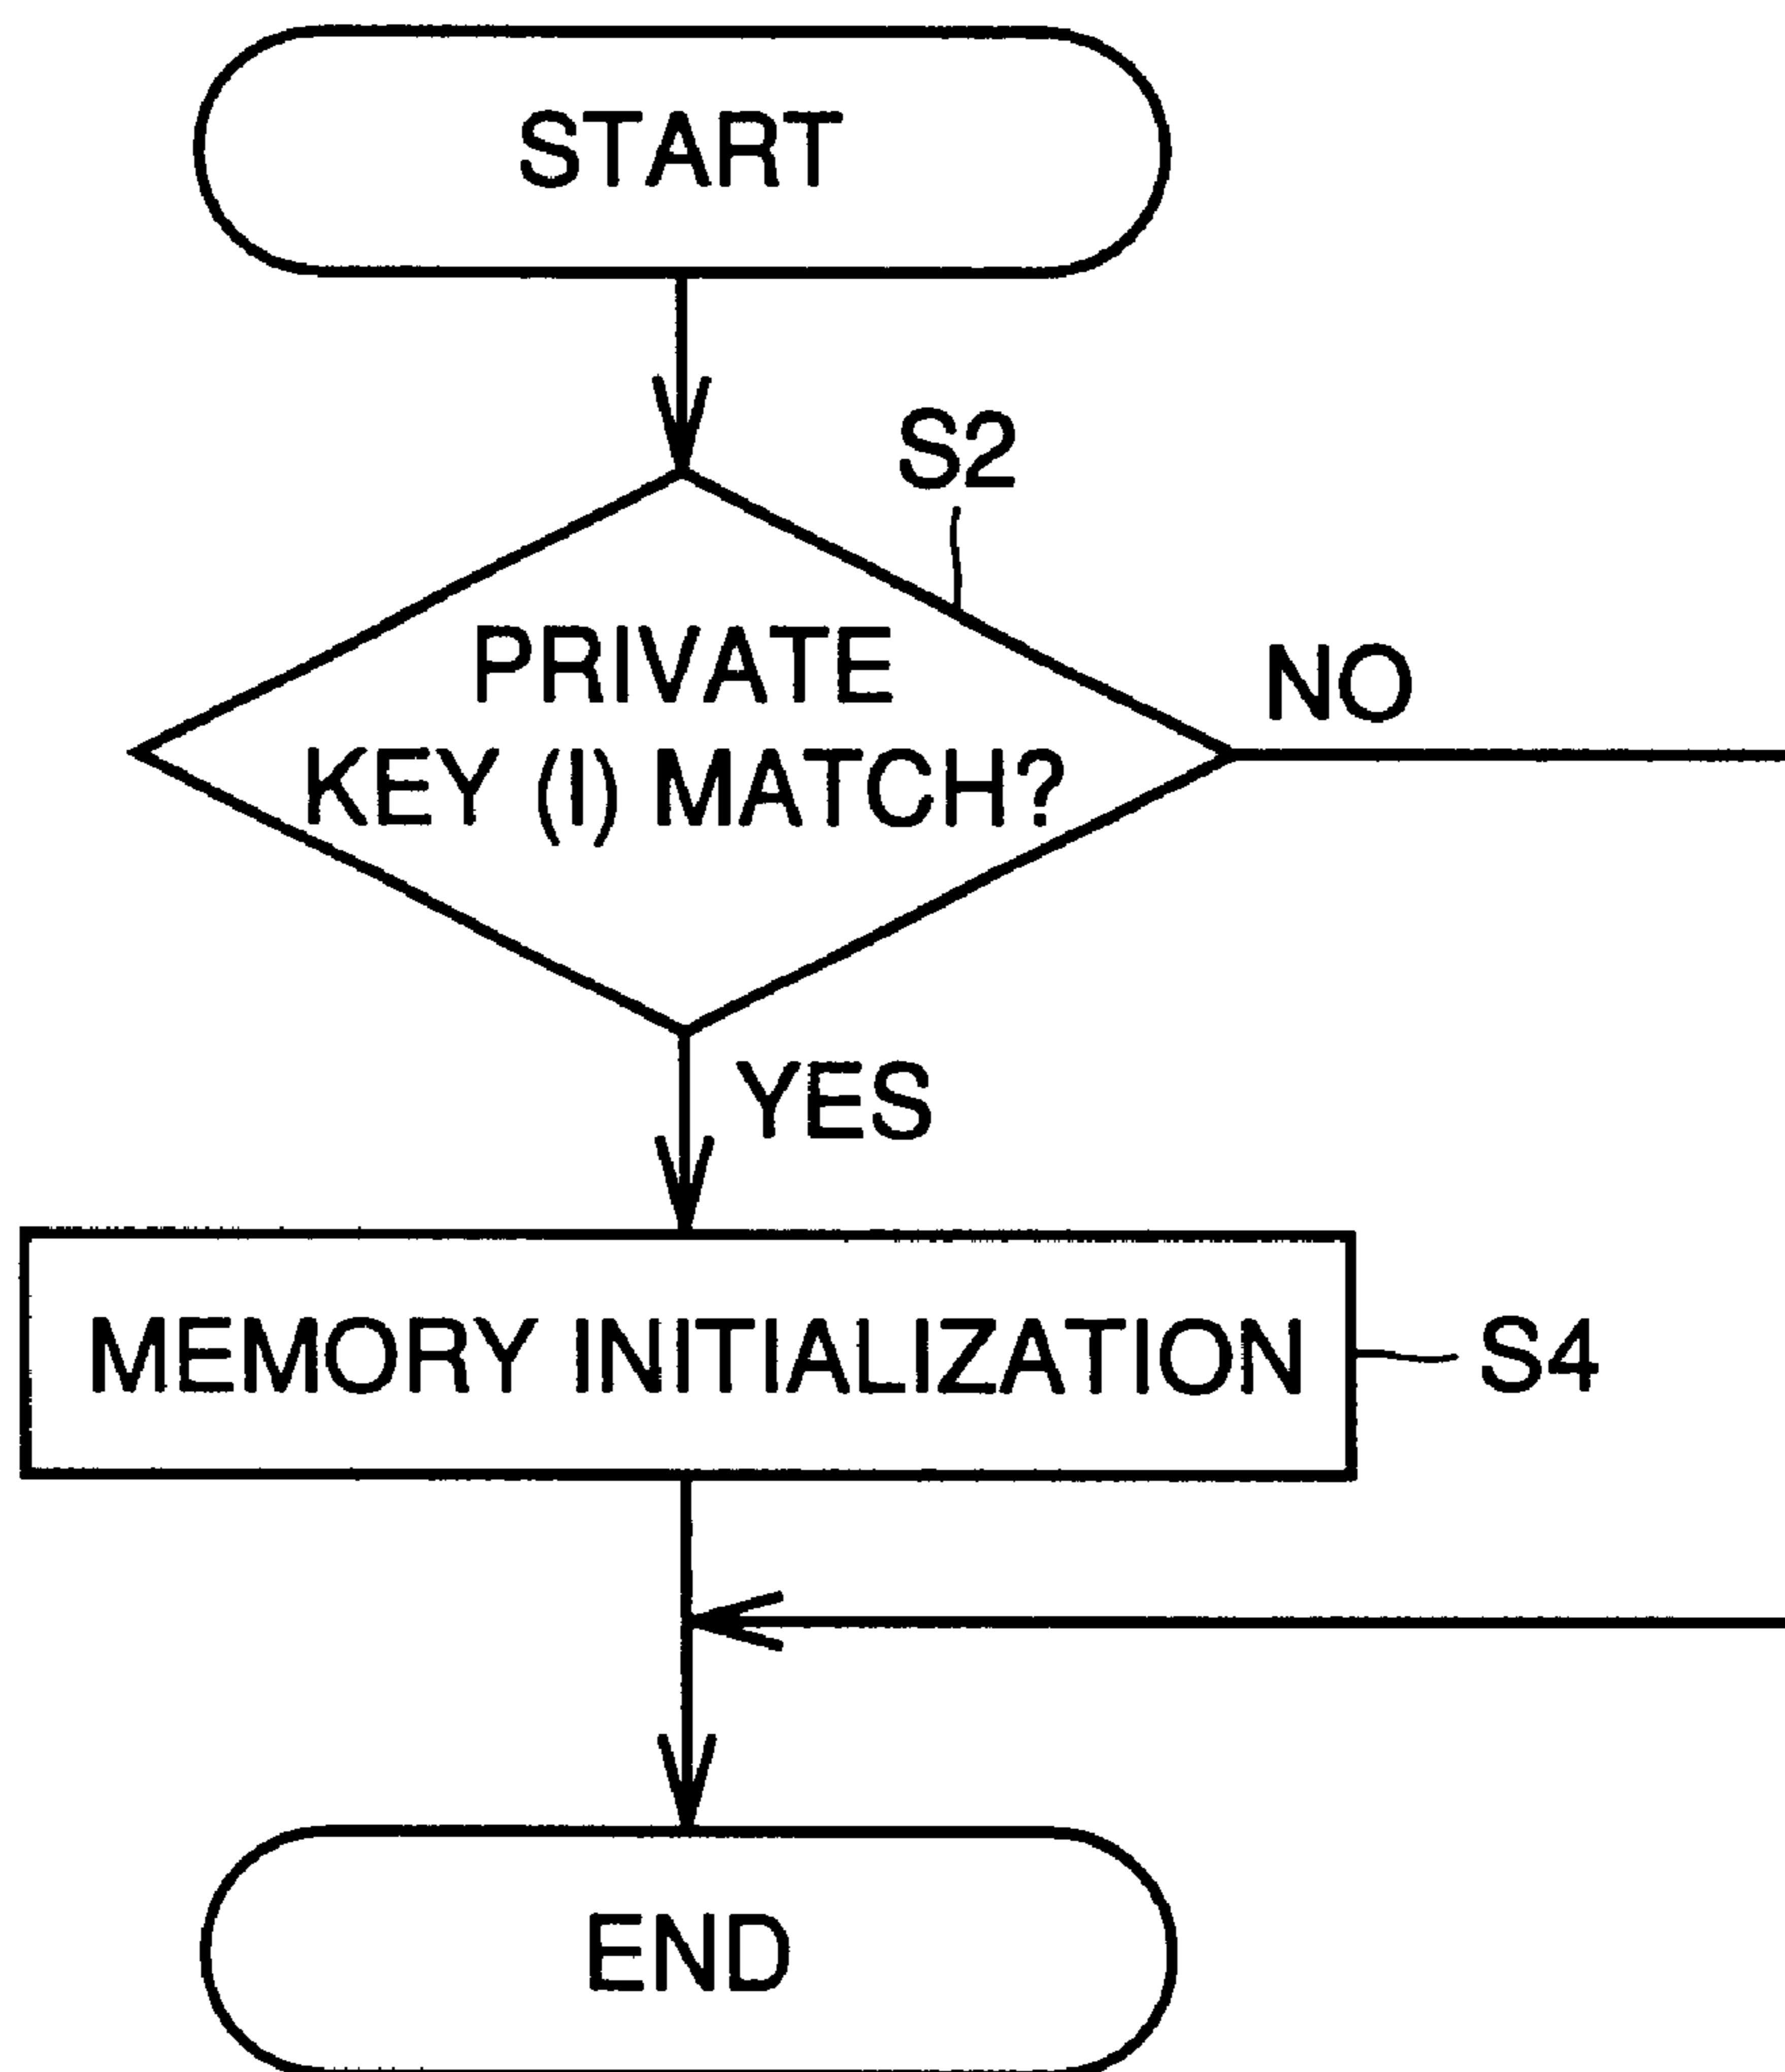 START
S2
PRIVATE
KEY (I) MATCH?
NO
YES
MEMORY INITIALIZATION
S4
END